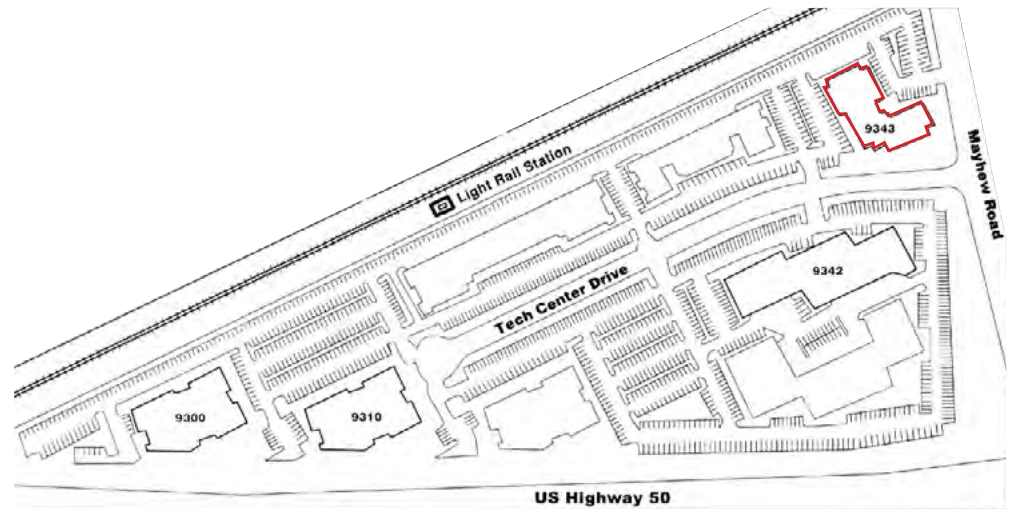 9343
Mayhew Road
Light Rail Station
9342
Tech Center Drive
9300
9310
US Highway 50